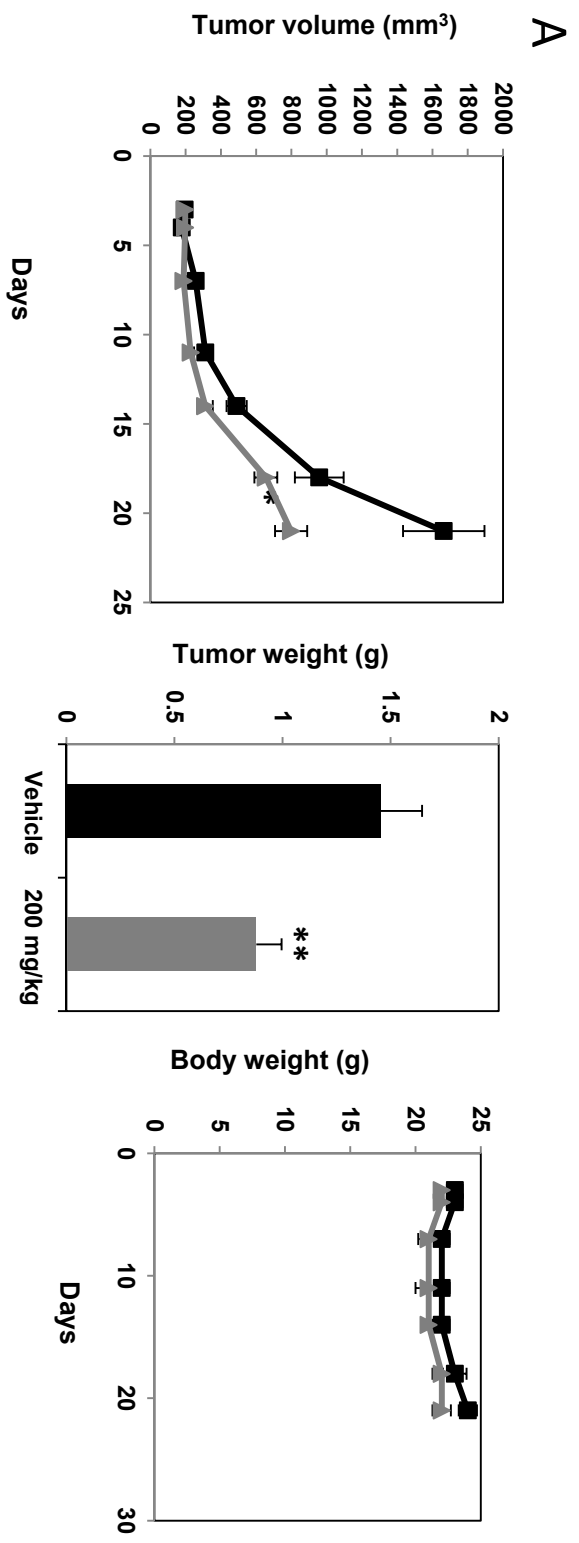 A
Tumor volume (mm³)
2000
1800
1600
1400
1200
1000
800
600
400
200
0
0 5 10 15 20 25
*
Days
Tumor weight (g)
2
1.5
1
0.5
0
**
Vehicle 200 mg/kg
Body weight (g)
25
20
15
10
5
0
0 10 20 30
Days